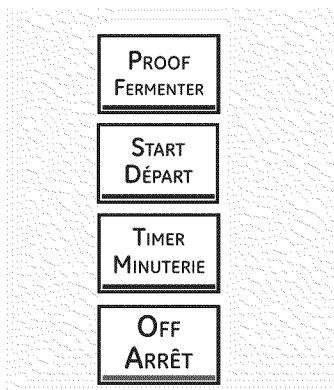 PROOF
FERMENTER
START
DÉPART
TIMER
MINUTERIE
OFF
ARRÊT